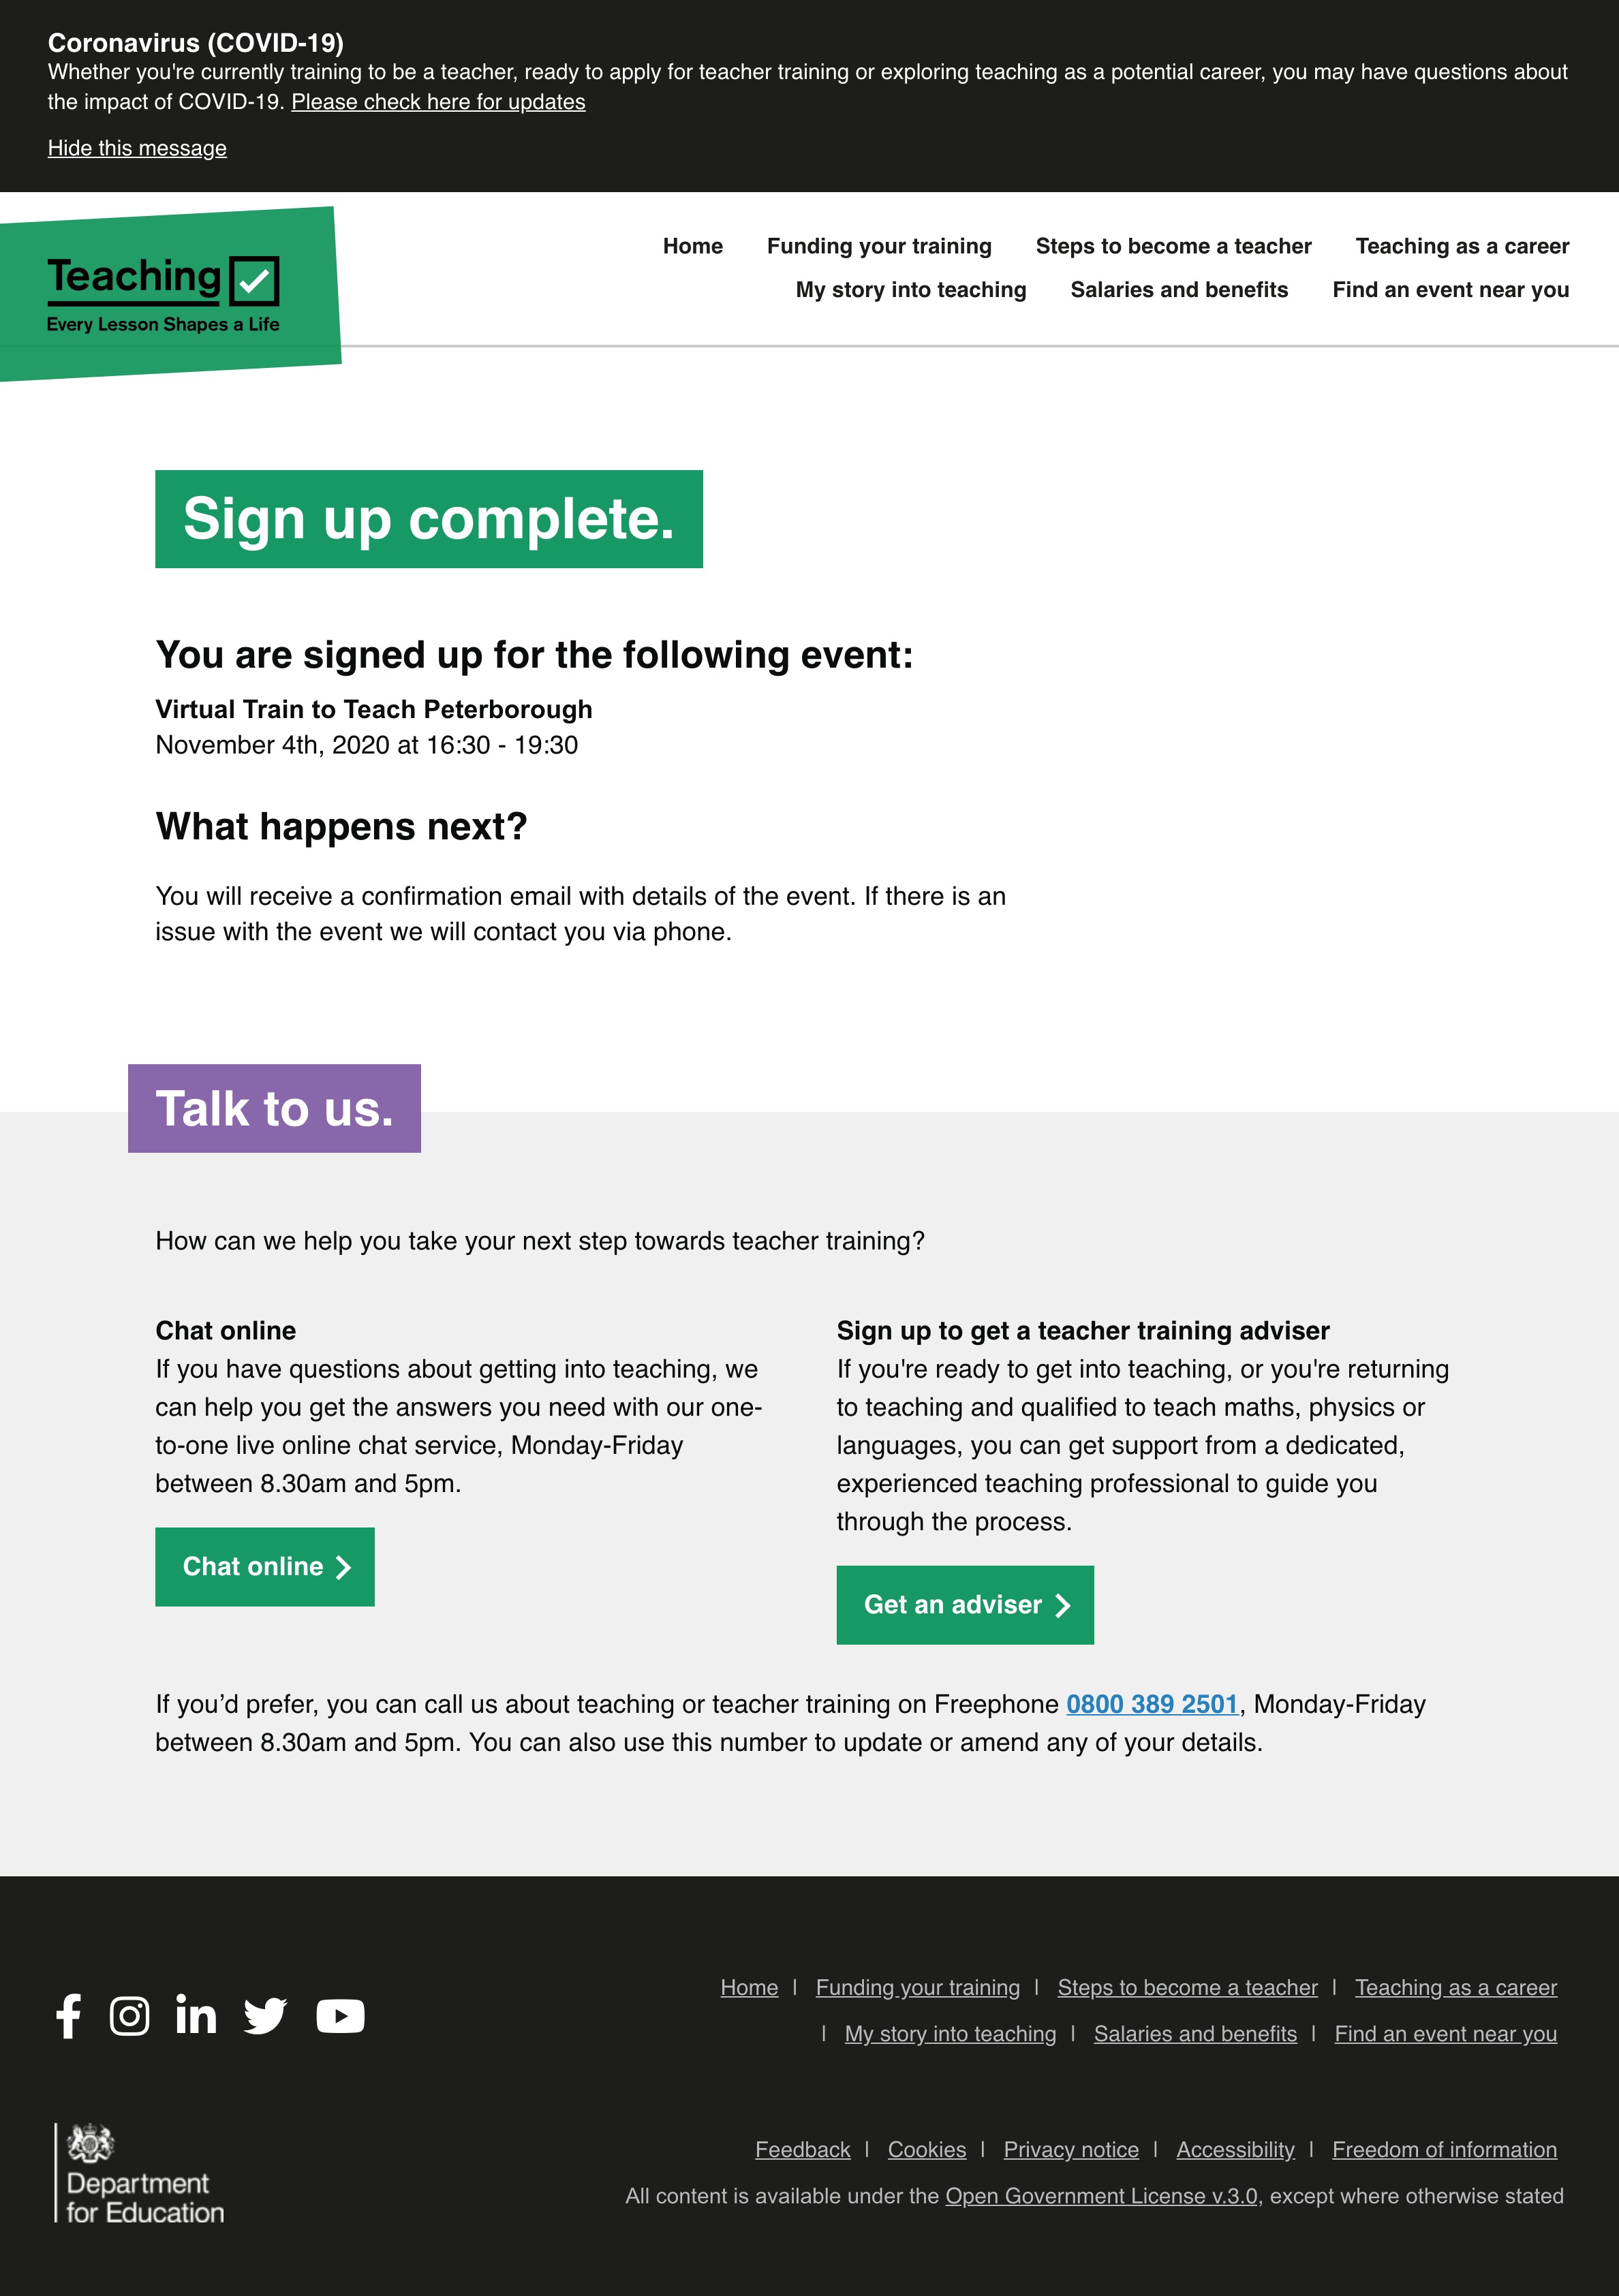 Coronavirus (COVID-19)
Whether you're currently training to be a teacher, ready to apply for teacher training or exploring teaching as a potential career, you may have questions about
the impact of COVID-19. Please check here for updates
Hide this message
Teaching
Every Lesson Shapes a Life
Home Funding your training Steps to become a teacher Teaching as a career
My story into teaching Salaries and benefits Find an event near you
Sign up complete.
You are signed up for the following event:
Virtual Train to Teach Peterborough
November 4th, 2020 at 16:30 - 19:30
What happens next?
You will receive a confirmation email with details of the event. If there is an
issue with the event we will contact you via phone.
Talk to us.
How can we help you take your next step towards teacher training?
Chat online
If you have questions about getting into teaching, we
can help you get the answers you need with our one-
to-one live online chat service, Monday-Friday
between 8.30am and 5pm.
Chat online
Sign up to get a teacher training adviser
If you're ready to get into teaching, or you're returning
to teaching and qualified to teach maths, physics or
languages, you can get support from a dedicated,
experienced teaching professional to guide you
through the process.
Get an adviser
If you’d prefer, you can call us about teaching or teacher training on Freephone 0800 389 2501, Monday-Friday
between 8.30am and 5pm. You can also use this number to update or amend any of your details.
Home | Funding your training | Steps to become a teacher | Teaching as a career
| My story into teaching | Salaries and benefits | Find an event near you
Department
for Education
Feedback | Cookies | Privacy notice | Accessibility | Freedom of information
All content is available under the Open Government License v.3.0, except where otherwise stated